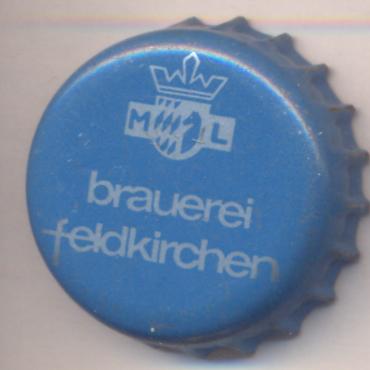 M L
brauerei
feldkirchen